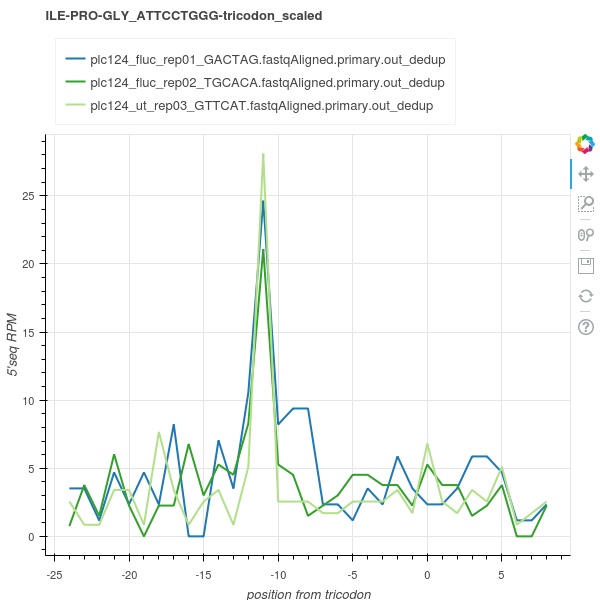 ILE-PRO-GLY_ATTCCTGGG-tricodon_scaled
plc124_fluc_rep01_GACTAG.fastqAligned.primary.out_dedup
plc124_fluc_rep02_TGCACA.fastqAligned.primary.out_dedup
plc124_ut_rep03_GTTCAT.fastqAligned.primary.out_dedup
25
20
15
10
5
0
5'seq RPM
-25 -20 -15 -10 -5 0 5
position from tricodon